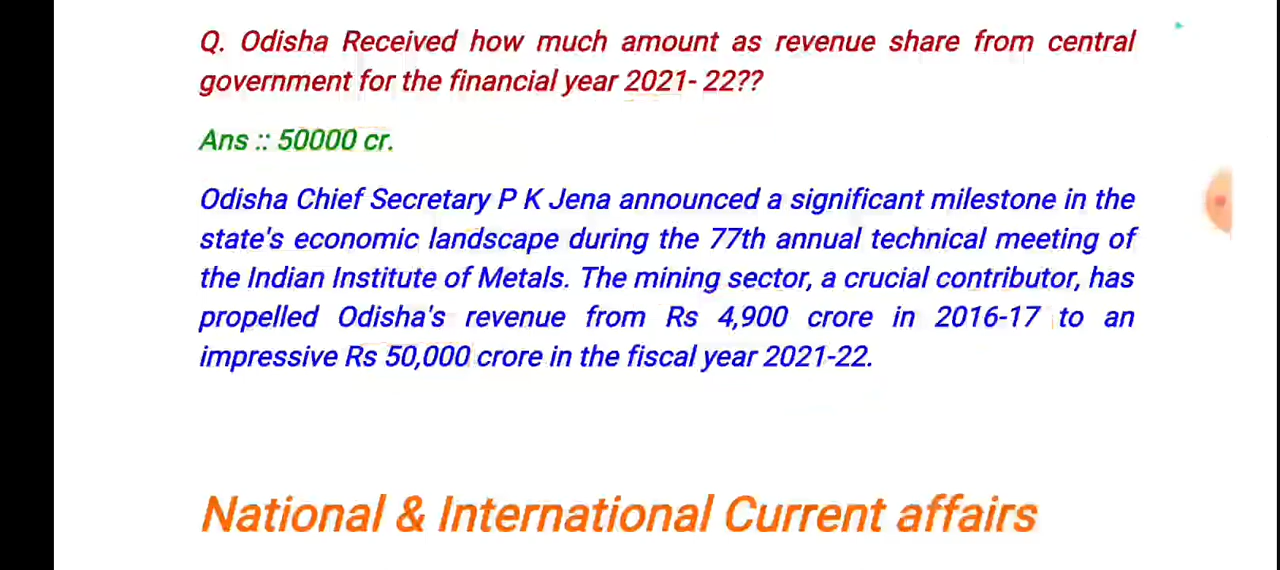 Q. Odisha Received how much amount as revenue share from central
government for the financial year 2021- 22??
Ans :: 50000 cr.
Odisha Chief Secretary P K Jena announced a significant milestone in the
state's economic landscape during the 77th annual technical meeting of
the Indian Institute of Metals. The mining sector, a crucial contributor, has
propelled Odisha's revenue from Rs 4,900 crore in 2016-17 to an
impressive Rs 50,000 crore in the fiscal year 2021-22.
National & International Current affairs